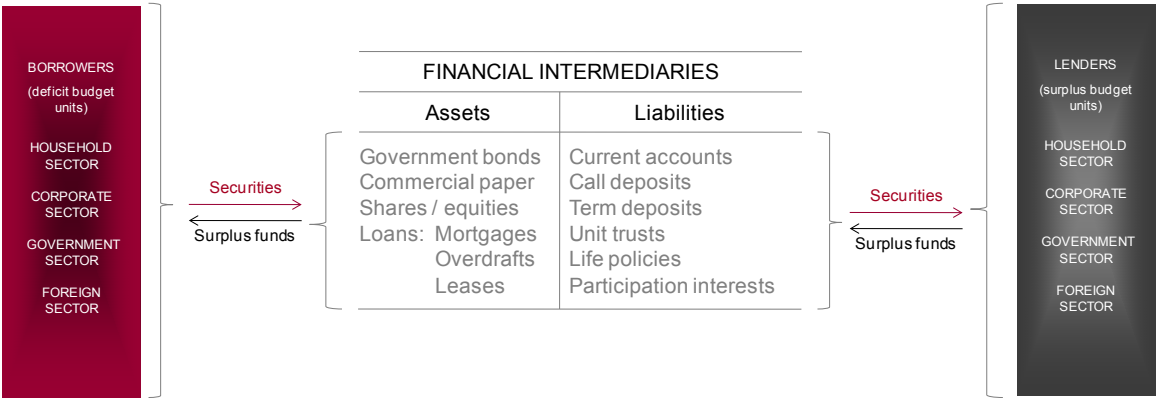 BORROWERS
(deficit budget
units)
HOUSEHOLD
SECTOR
CORPORATE
SECTOR
GOVERNMENT
SECTOR
FOREIGN
SECTOR
Securities
Surplus funds
FINANCIAL INTERMEDIARIES
Assets Liabilities
Government bonds Current accounts
Commercial paper Call deposits
Shares / equities Term deposits
Loans: Mortgages Unit trusts
Overdrafts Life policies
Leases Participation interests
Securities
Surplus funds
LENDERS
(surplus budget
units)
HOUSEHOLD
SECTOR
CORPORATE
SECTOR
GOVERNMENT
SECTOR
FOREIGN
SECTOR